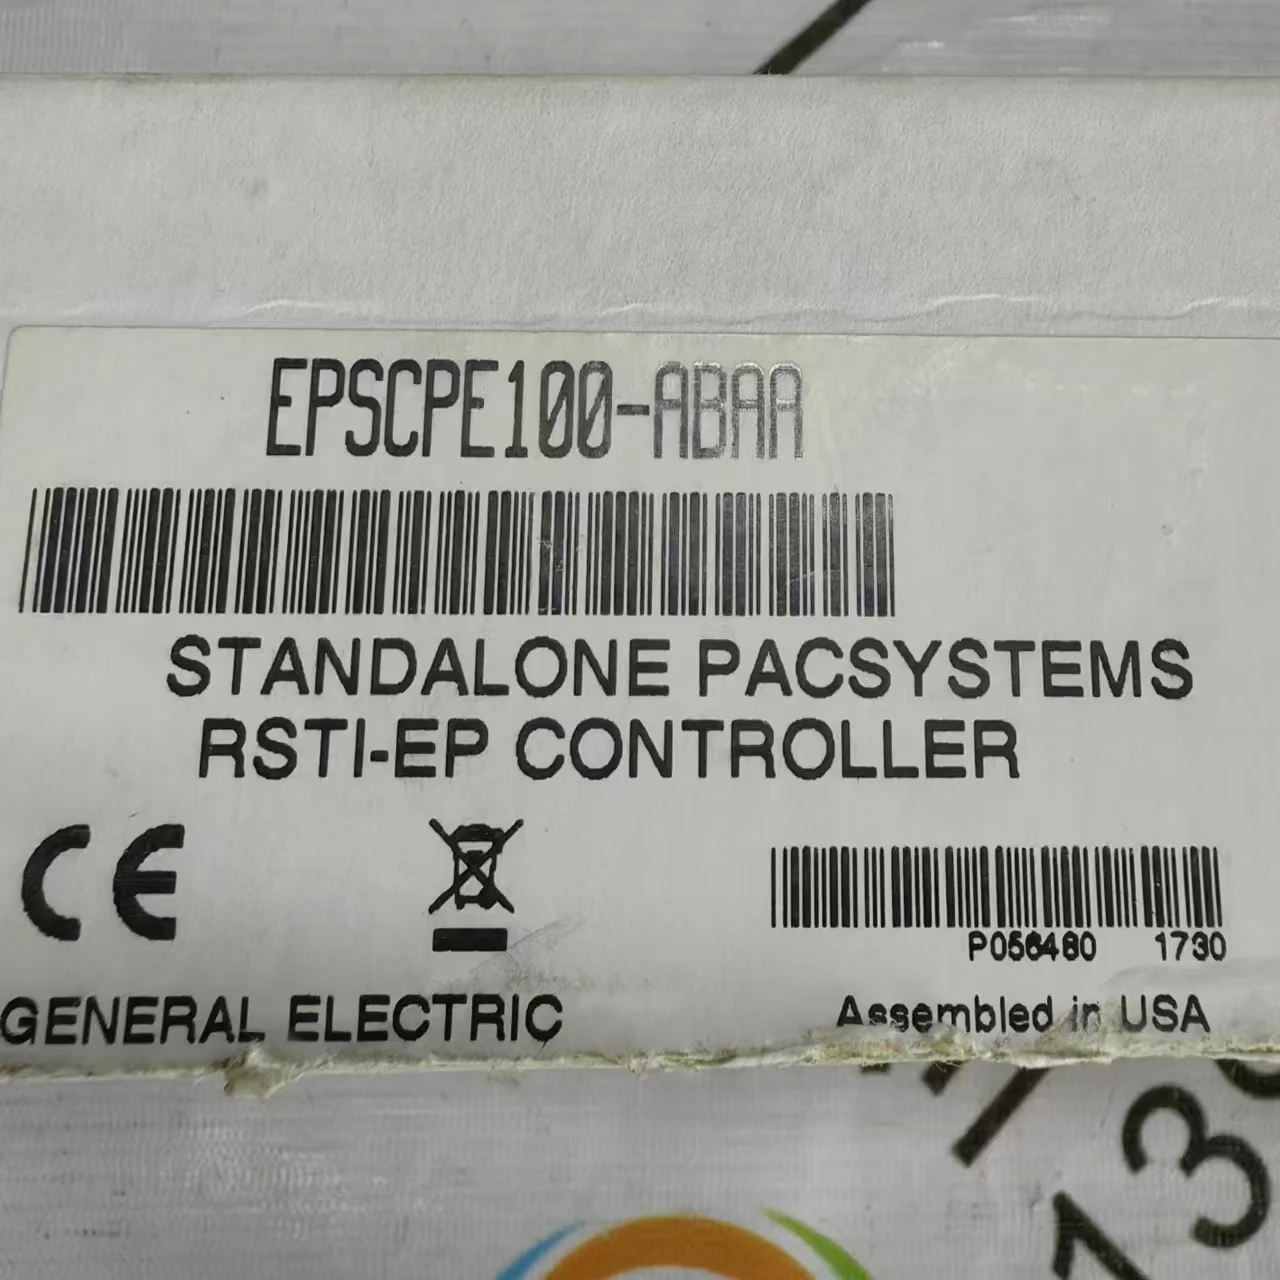 EPSCPE100-ABAA
STANDALONE PACSYSTEMS
RSTI-EP CONTROLLER
CE
P056480 1730
GENERAL ELECTRIC
Assembled in USA